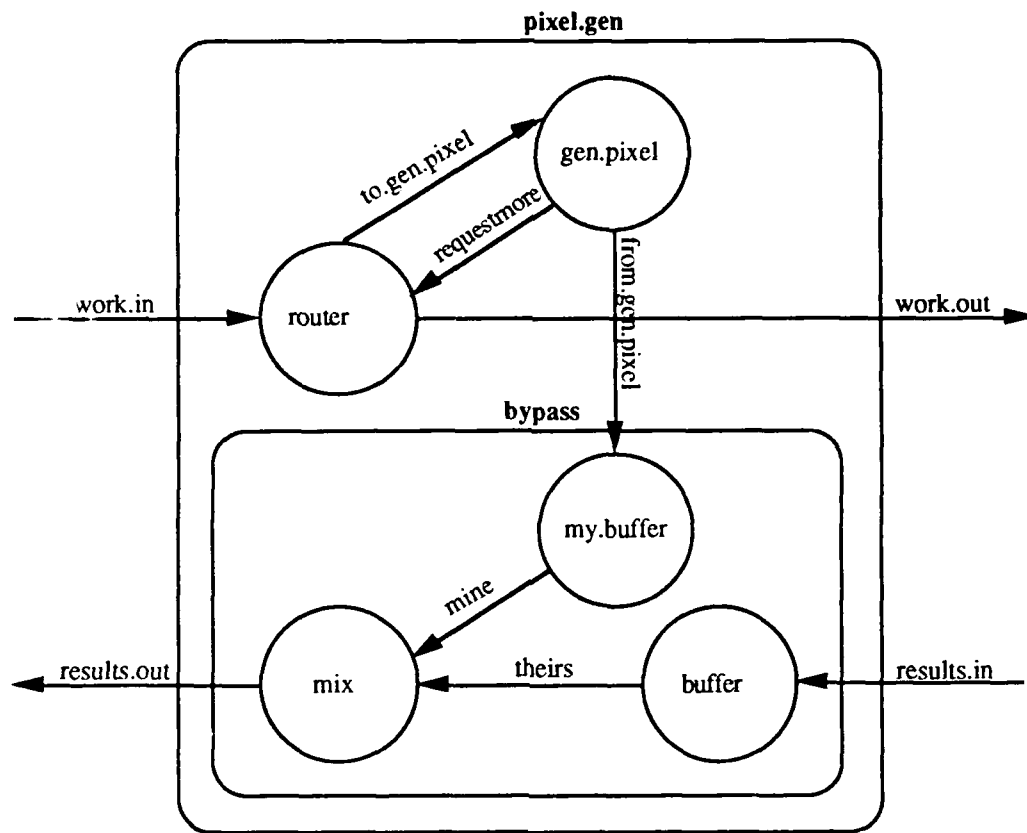 pixel.gen
gen.pixel
to.gen.pixel
requestmore
from.gen.pixel
work.in
router
work.out
bypass
my.buffer
mine
results.out
mix
theirs
buffer
results.in